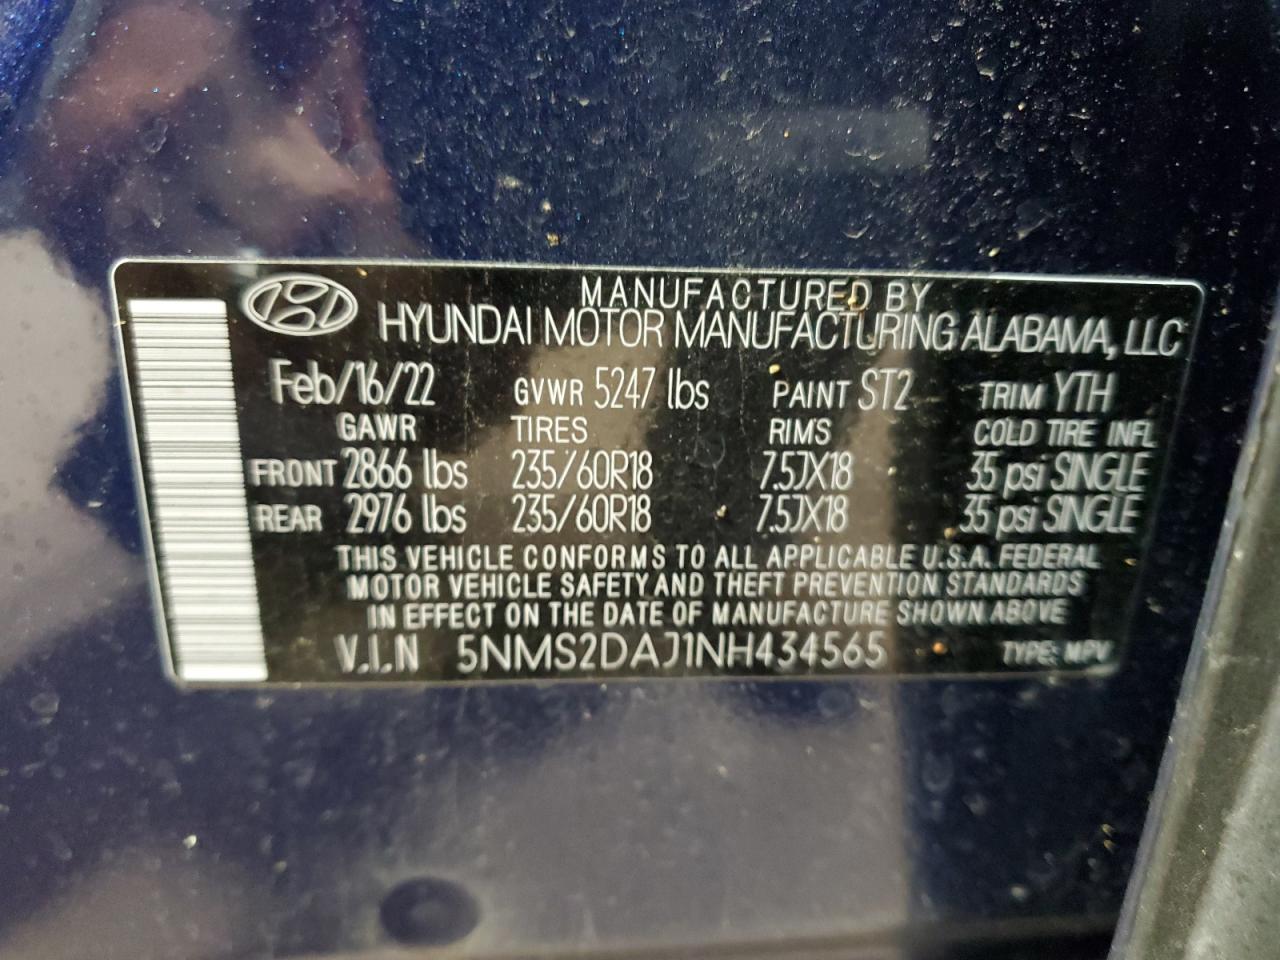 MANUFACTURED BY
HYUNDAI MOTOR MANUFACTURING ALABAMA, LLC
Feb/16/22 GVWR 5247 lbs PAINT ST2 TRIM YTH
GAWR TIRES RIMS COLD TIRE INFL
FRONT 2866 lbs 235/60R18 7.5JX18 35 psi SINGLE
REAR 2976 lbs 235/60R18 7.5JX18 35 psi SINGLE
THIS VEHICLE CONFORMS TO ALL APPLICABLE U.S.A. FEDERAL
MOTOR VEHICLE SAFETY AND THEFT PREVENTION STANDARDS
IN EFFECT ON THE DATE OF MANUFACTURE SHOWN ABOVE
V.I.N 5NMS2DAJ1NH434565 TYPE: MPV